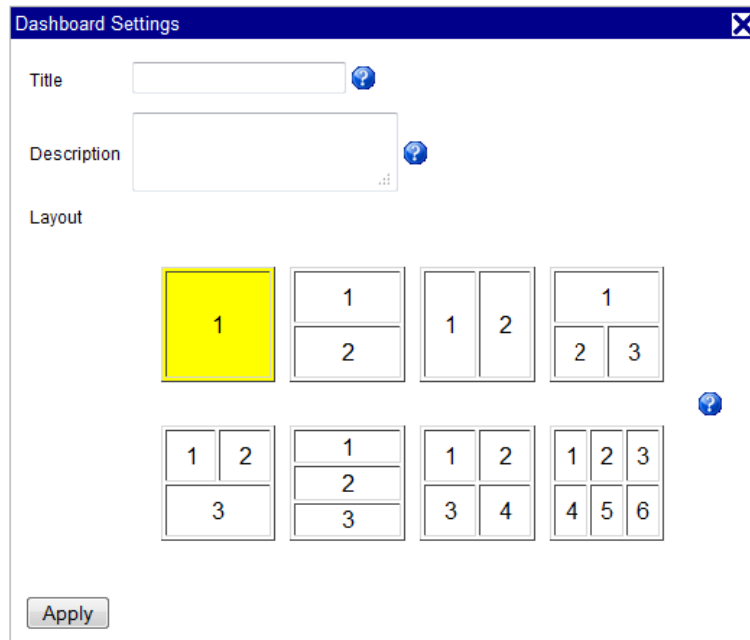 Dashboard Settings X
Title ?
Description ?
Layout
1 1 1 2 1
2 2 3
?
1 2 1 1 2 1 2 3
2
3 3 3 4 4 5 6
Apply